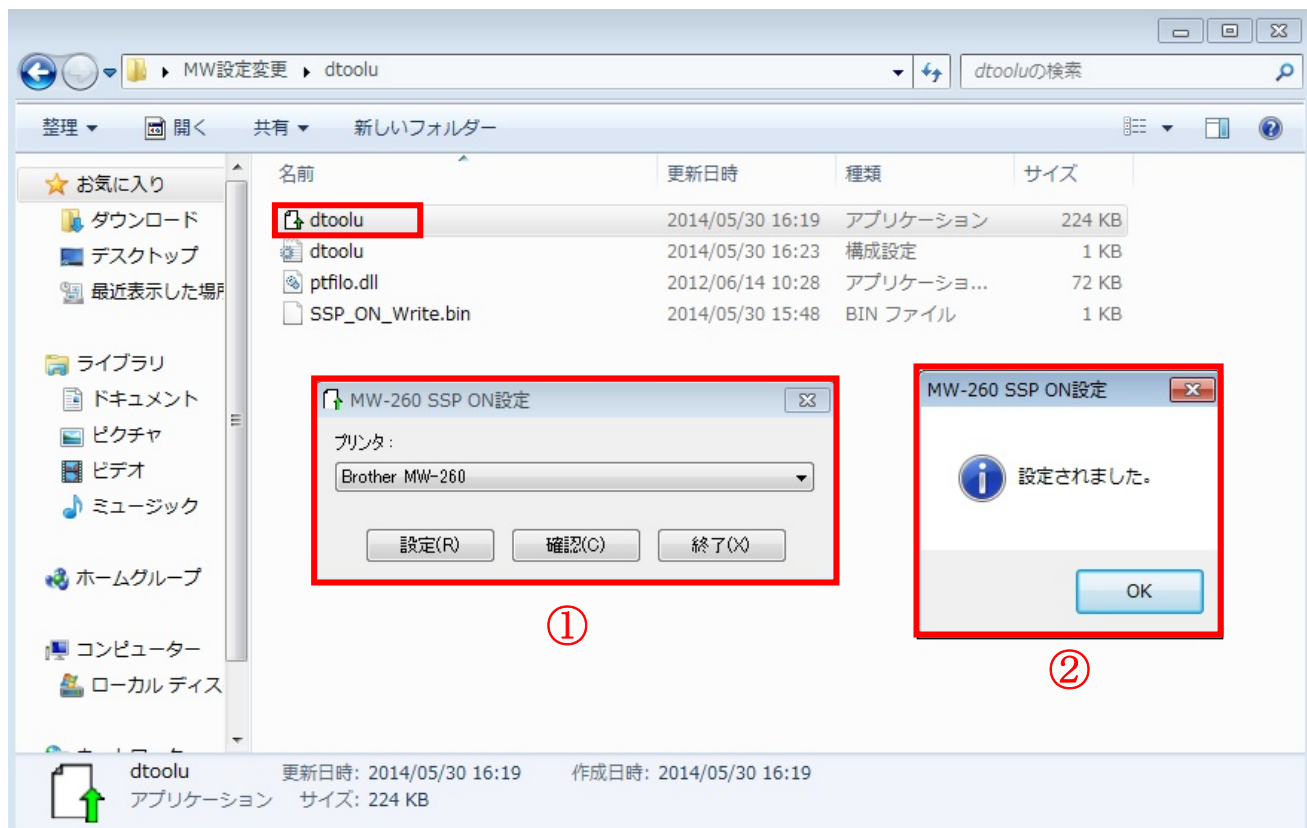 MW設定変更 dtoolu
dtooluの検索
整理 開く 共有 新しいフォルダー
お気に入り
ダウンロード
デスクトップ
最近表示した場所
ライブラリ
ドキュメント
ピクチャ
ビデオ
ミュージック
ホームグループ
コンピューター
ローカル ディス
名前 更新日時 種類 サイズ
dtoolu 2014/05/30 16:19 アプリケーション 224 KB
dtoolu 2014/05/30 16:23 構成設定 1 KB
ptfilo.dll 2012/06/14 10:28 アプリケーショ... 72 KB
SSP_ON_Write.bin 2014/05/30 15:48 BIN ファイル 1 KB
MW-260 SSP ON設定
プリンタ:
Brother MW-260
設定(R) 確認(C) 終了(X)
①
MW-260 SSP ON設定
設定されました。
OK
②
dtoolu 更新日時: 2014/05/30 16:19 作成日時: 2014/05/30 16:19
アプリケーション サイズ: 224 KB